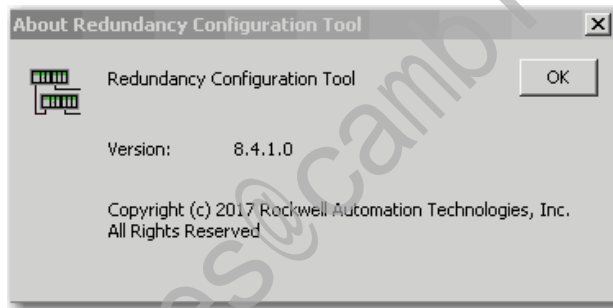 About Redundancy Configuration Tool
Redundancy Configuration Tool
OK
Version: 8.4.1.0
Copyright (c) 2017 Rockwell Automation Technologies, Inc.
All Rights Reserved